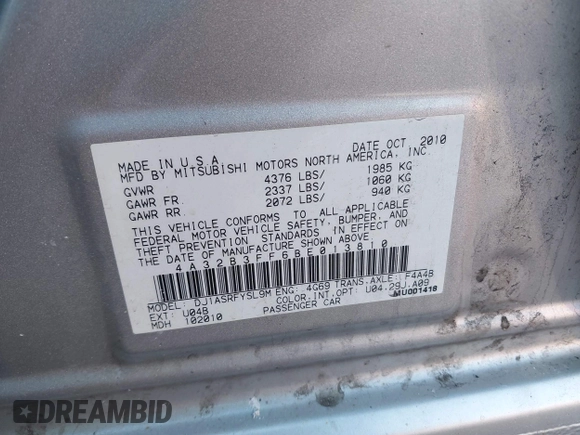 MADE IN U.S.A. DATE OCT 2010
MFD BY MITSUBISHI MOTORS NORTH AMERICA, INC.
GVWR 4376 LBS/ 1985 KG
GAWR FR. 2337 LBS/ 1060 KG
GAWR RR. 2072 LBS/ 940 KG
THIS VEHICLE CONFORMS TO ALL APPLICABLE
FEDERAL MOTOR VEHICLE SAFETY, BUMPER, AND
THEFT PREVENTION STANDARDS IN EFFECT ON
THE DATE OF MANUFACTURE SHOWN ABOVE.
4A32B3FF6BE013810
MODEL: DJ1ASRFYSL9M ENG: 4G69 TRANS.AXLE: F4A4B
EXT: U04B COLOR.INT.OPT: U04.29J.A09
MDH 102010 PASSENGER CAR MU001418
DREAMBID